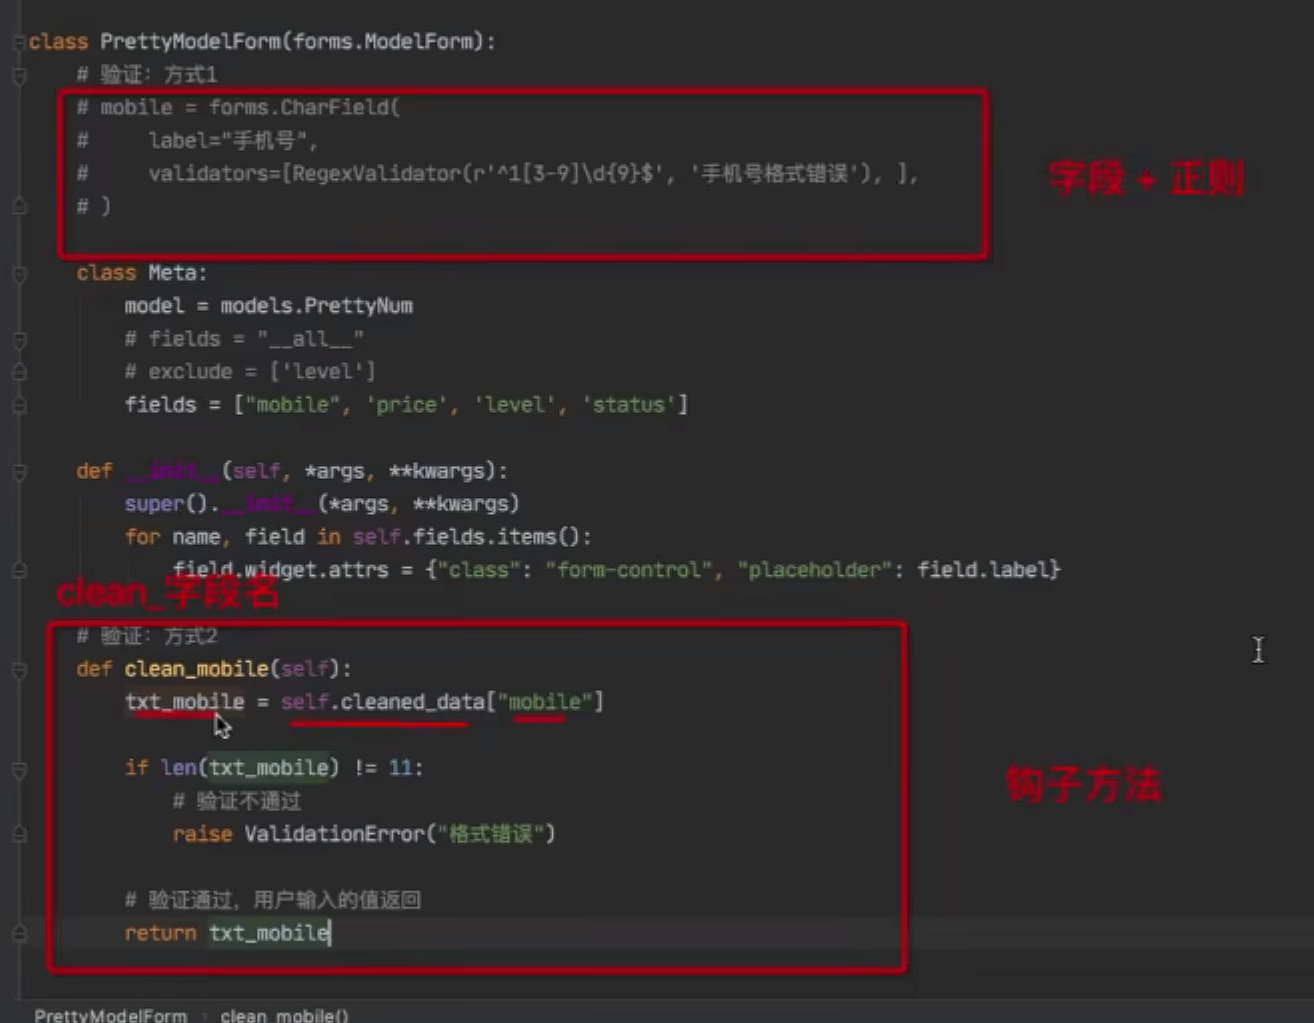 class PrettyModelForm(forms.ModelForm):
# 验证：方式1
# mobile = forms.CharField(
#     label="手机号",
#     validators=[RegexValidator(r'^1[3-9]\d{9}$', '手机号格式错误'), ],
# )
字段 + 正则
class Meta:
model = models.PrettyNum
# fields = "__all__"
# exclude = ['level']
fields = ["mobile", 'price', 'level', 'status']
def __init__(self, *args, **kwargs):
super().__init__(*args, **kwargs)
for name, field in self.fields.items():
field.widget.attrs = {"class": "form-control", "placeholder": field.label}
clean_字段名
# 验证：方式2
def clean_mobile(self):
txt_mobile = self.cleaned_data["mobile"]
if len(txt_mobile) != 11:
# 验证不通过
raise ValidationError("格式错误")
钩子方法
# 验证通过，用户输入的值返回
return txt_mobile
PrettyModelForm › clean_mobile()